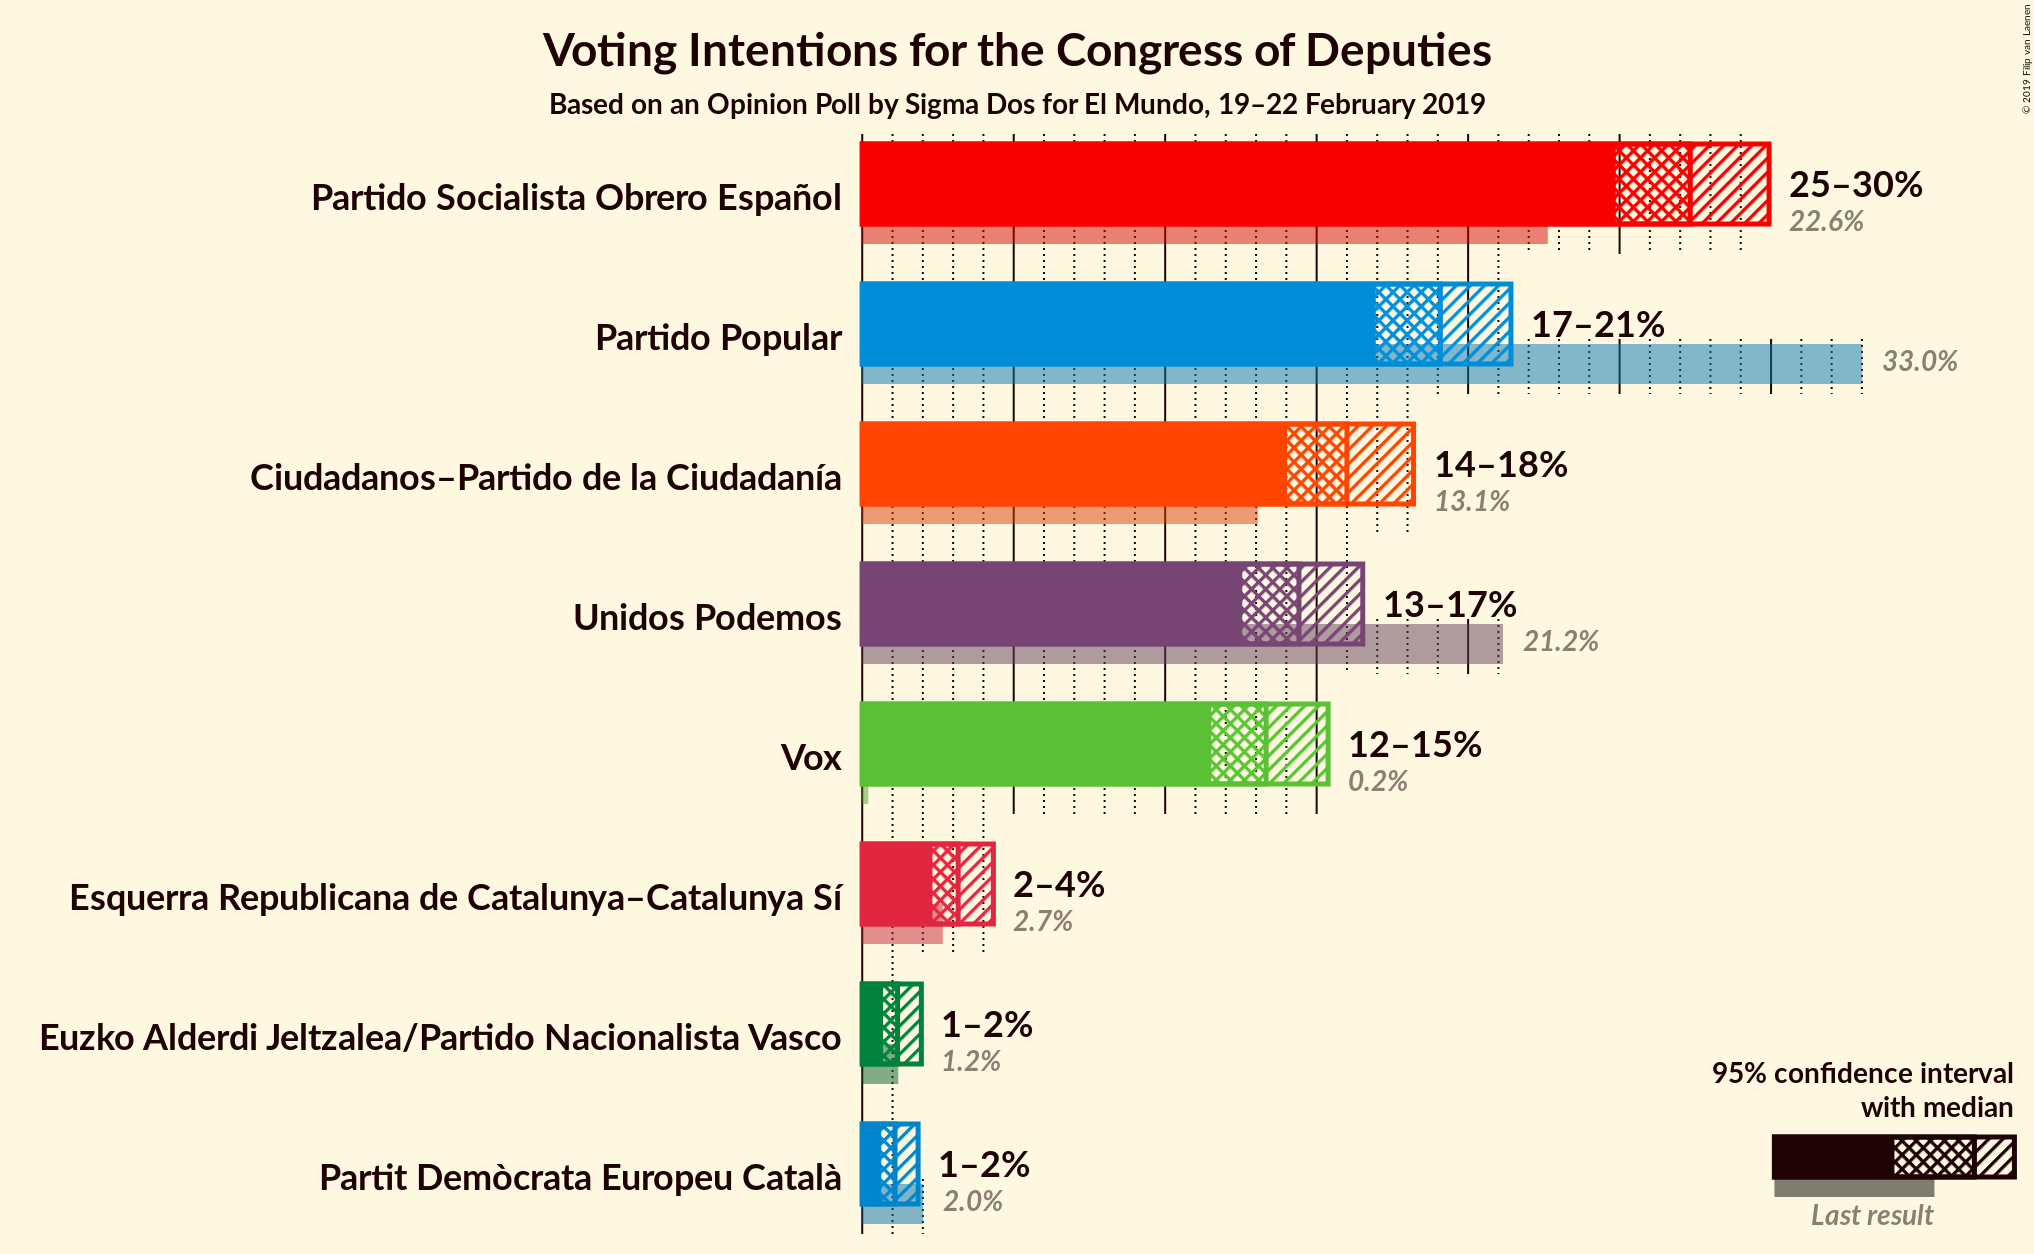 Voting Intentions for the Congress of Deputies
Based on an Opinion Poll by Sigma Dos for El Mundo, 19–22 February 2019
© 2019 Filip van Laenen
Partido Socialista Obrero Español
25–30%
22.6%
Partido Popular
17–21%
33.0%
Ciudadanos–Partido de la Ciudadanía
14–18%
13.1%
Unidos Podemos
13–17%
21.2%
Vox
12–15%
0.2%
Esquerra Republicana de Catalunya–Catalunya Sí
2–4%
2.7%
Euzko Alderdi Jeltzalea/Partido Nacionalista Vasco
1–2%
1.2%
Partit Demòcrata Europeu Català
1–2%
2.0%
95% confidence interval
with median
Last result